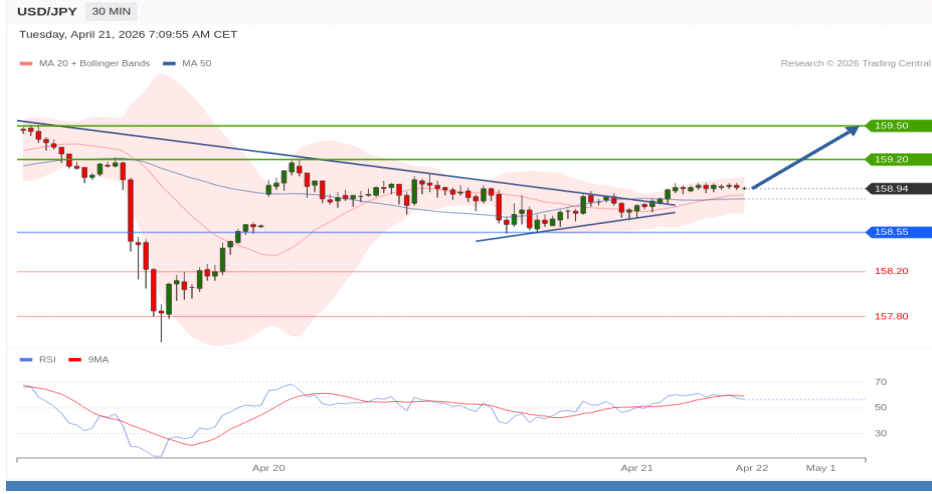 USD/JPY 30 MIN
Tuesday, April 21, 2026 7:09:55 AM CET
MA 20 + Bollinger Bands MA 50 Research © 2026 Trading Central
159.50
159.20
158.94
158.55
158.20
157.80
RSI 9MA
70
50
30
Apr 20 Apr 21 Apr 22 May 1